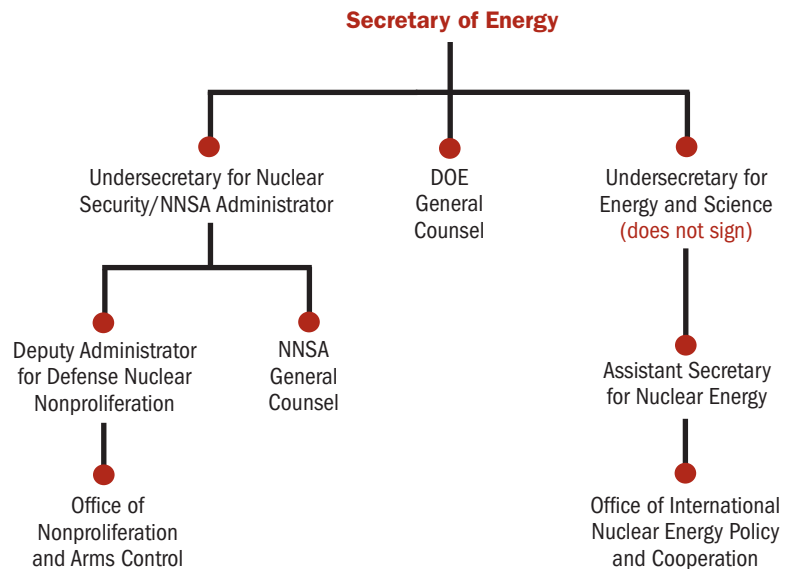 Secretary of Energy
Undersecretary for Nuclear
Security/NNSA Administrator
DOE
General
Counsel
Undersecretary for
Energy and Science
(does not sign)
Deputy Administrator
for Defense Nuclear
Nonproliferation
NNSA
General
Counsel
Assistant Secretary
for Nuclear Energy
Office of
Nonproliferation
and Arms Control
Office of International
Nuclear Energy Policy
and Cooperation